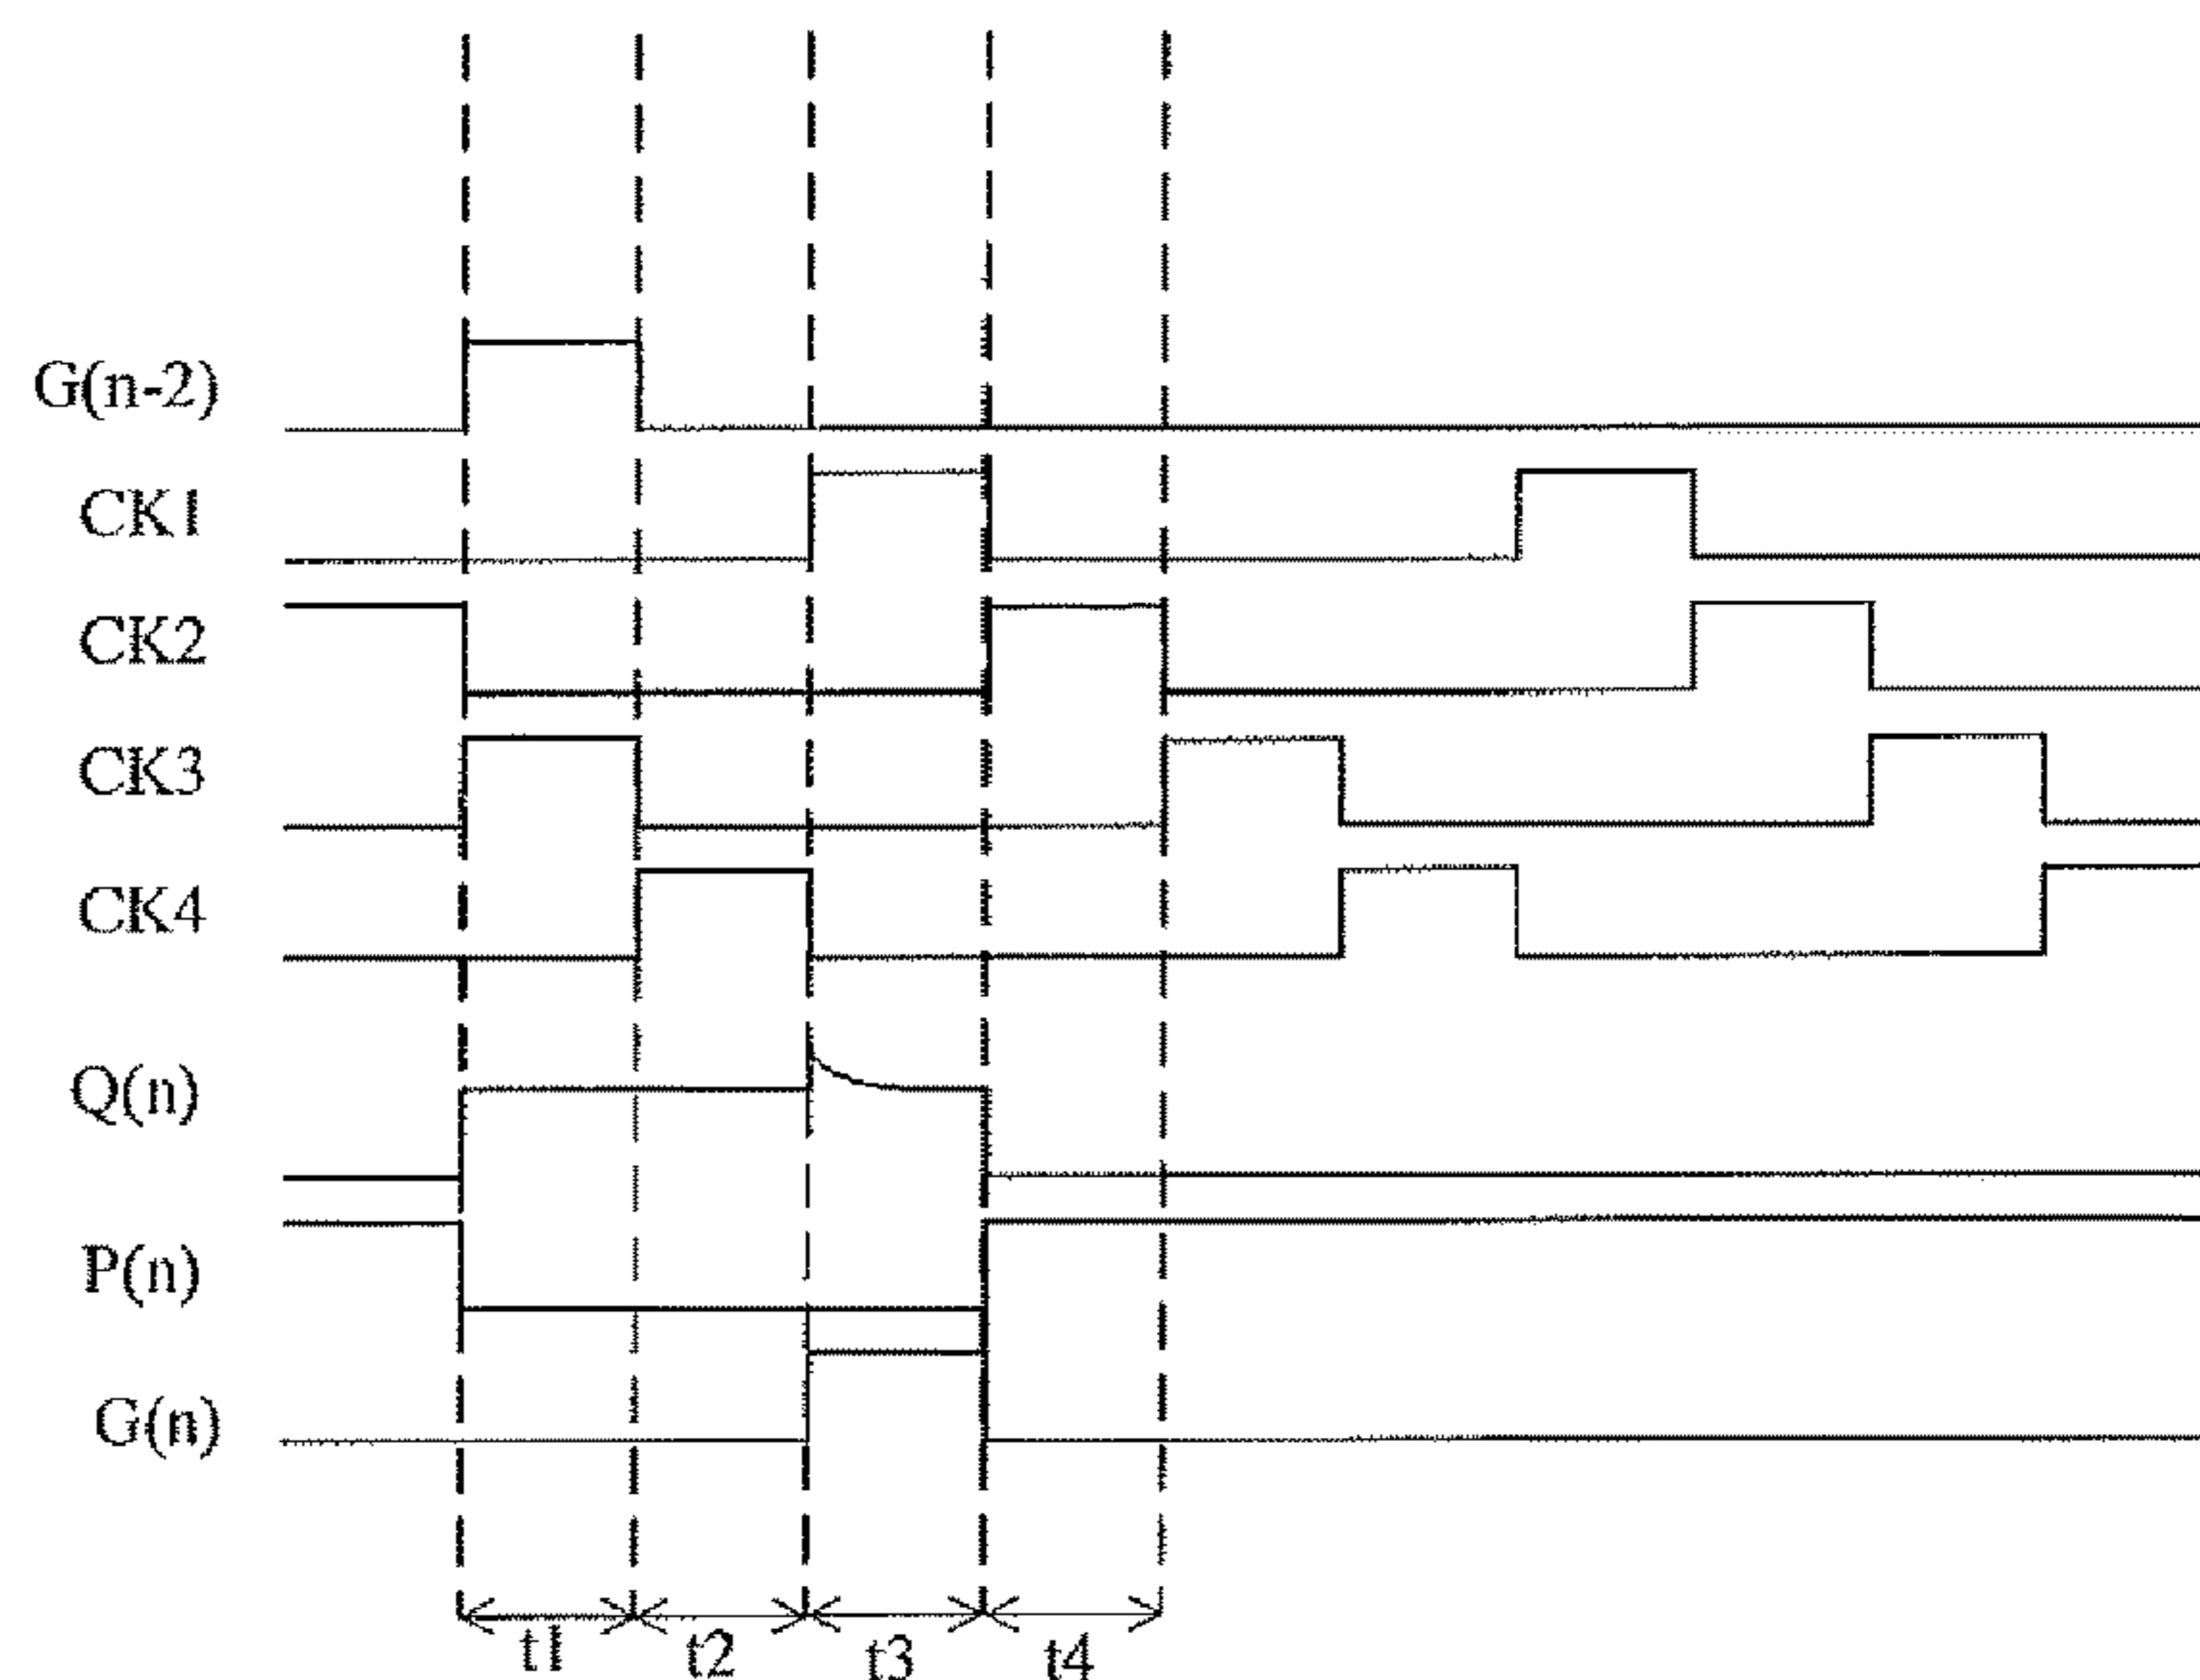 G(n-2)
CK1
CK2
CK3
CK4
Q(n)
P(n)
G(n)
t1 t2 t3 t4